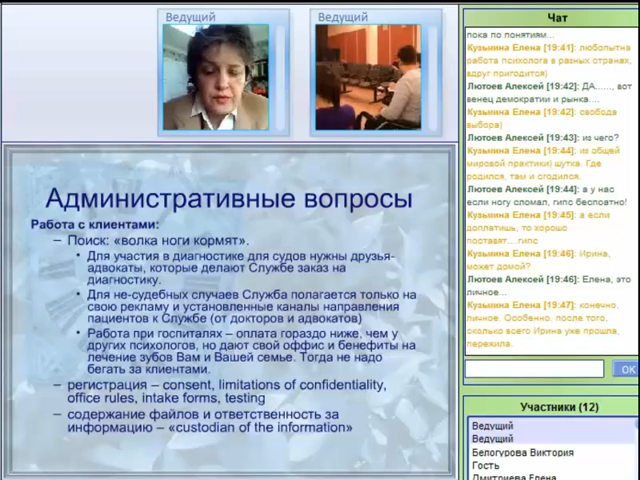 Ведущий
Ведущий
Административные вопросы
Работа с клиентами:
– Поиск: «волка ноги кормят».
• Для участия в диагностике для судов нужны друзья-
адвокаты, которые делают Службе заказ на
диагностику.
• Для не-судебных случаев Служба полагается только на
свою рекламу и установленные каналы направления
пациентов к Службе (от докторов и адвокатов)
• Работа при госпиталях – оплата гораздо ниже, чем у
других психологов, но дают свой оффис и бенефиты на
лечение зубов Вам и Вашей семье. Тогда не надо
бегать за клиентами.
– регистрация – consent, limitations of confidentiality,
office rules, intake forms, testing
– содержание файлов и ответственность за
информацию – «custodian of the information»
Чат
пока по понятиям...
Кузьмина Елена [19:41]: любопытна
работа психолога в разных странах,
вдруг пригодится)
Лютоев Алексей [19:42]: ДА......, вот
венец демократии и рынка....
Кузьмина Елена [19:42]: свобода
выбора)
Лютоев Алексей [19:43]: из чего?
Кузьмина Елена [19:44]: из общей
мировой практики) шутка. Где
родился, там и сгодился.
Лютоев Алексей [19:44]: а у нас
если ногу сломал, гипс бесплатно!
Кузьмина Елена [19:45]: а если
доплатишь, то хорошо
поставят....гипс
Кузьмина Елена [19:46]: Ирина,
может домой?
Лютоев Алексей [19:46]: Елена, это
личное...
Кузьмина Елена [19:47]: конечно,
личное. Особенно, после того,
сколько всего Ирина уже прошла,
пережила.
ОК
Участники (12)
Ведущий
Ведущий
Белогурова Виктория
Гость
Дмитриева Елена